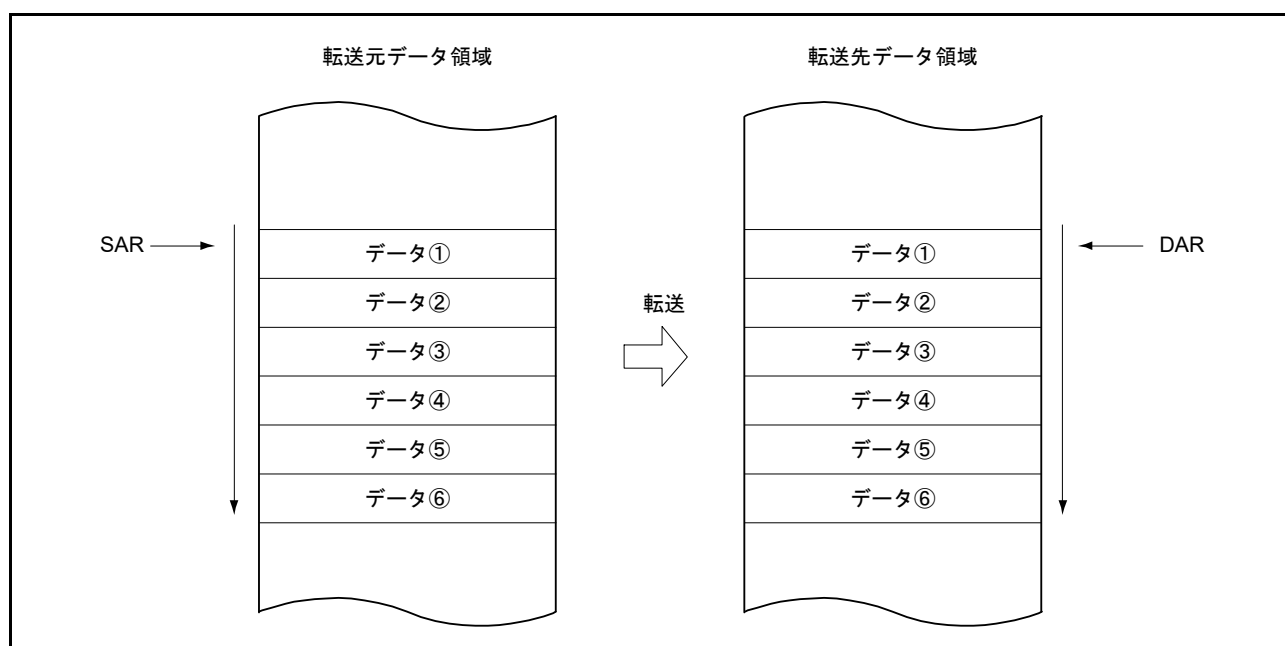 転送元データ領域
転送先データ領域
SAR
データ①
データ②
データ③
データ④
データ⑤
データ⑥
転送
データ①
データ②
データ③
データ④
データ⑤
データ⑥
DAR